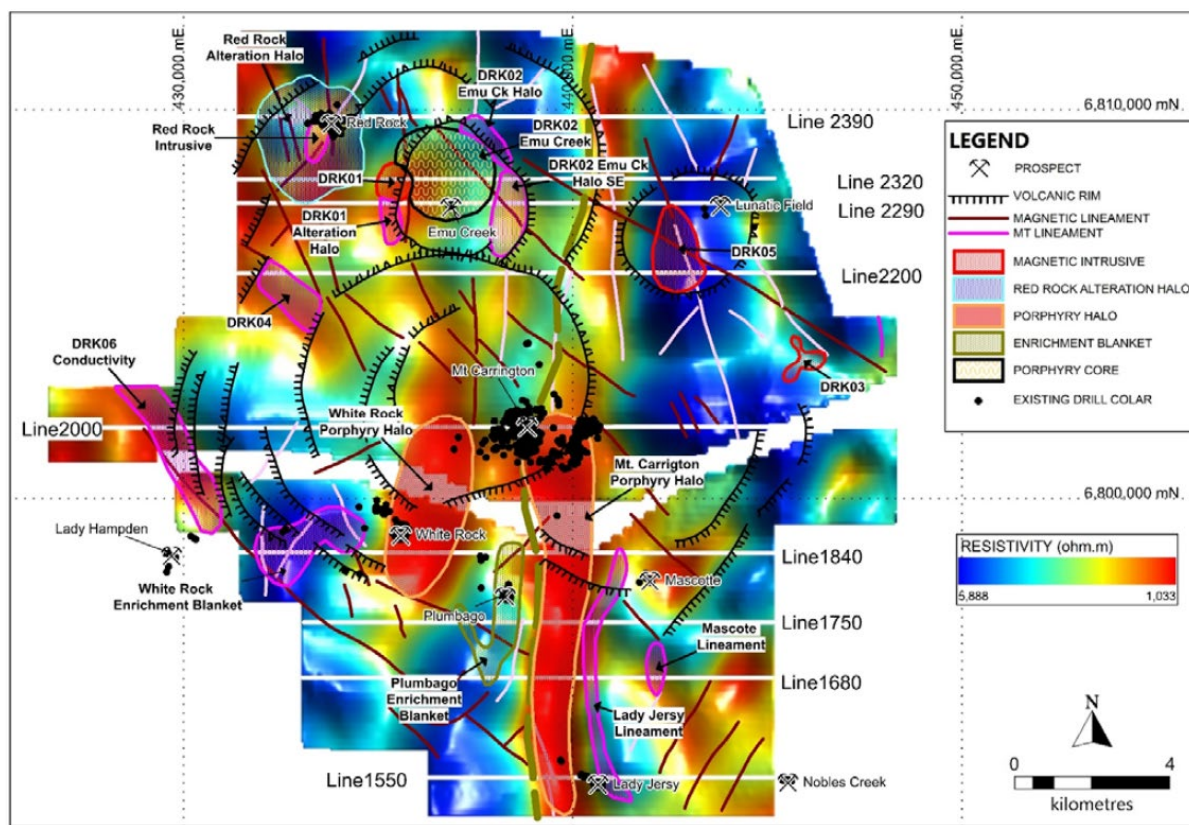 430,000.mE
440,000.mE
450,000.mE
Red Rock
Alteration Halo
DRK02
Emu Ck Halo
6,810,000 mN
Red Rock
Line 2390
Red Rock
Intrusive
DRK02
Emu Creek
DRK01
DRK02 Emu Ck
Halo SE
Line 2320
Lunatic Field
Line 2290
DRK01
Alteration
Halo
Emu Creek
DRK05
Line2200
DRK04
DRK06
Conductivity
Mt Carrington
DRK03
White Rock
Porphyry Halo
Line2000
Mt. Carrigton
Porphyry Halo
6,800,000 mN
Lady Hampden
White Rock
Line1840
White Rock
Enrichment Blanket
Mascotte
Plumbago
Line1750
Mascote
Lineament
Line1680
Plumbago
Enrichment
Blanket
Lady Jersy
Lineament
Line1550
Lady Jersy
Nobles Creek
LEGEND
PROSPECT
VOLCANIC RIM
MAGNETIC LINEAMENT
MT LINEAMENT
MAGNETIC INTRUSIVE
RED ROCK ALTERATION HALO
PORPHYRY HALO
ENRICHMENT BLANKET
PORPHYRY CORE
EXISTING DRILL COLAR
RESISTIVITY (ohm.m)
5,888
1,033
N
0
4
kilometres